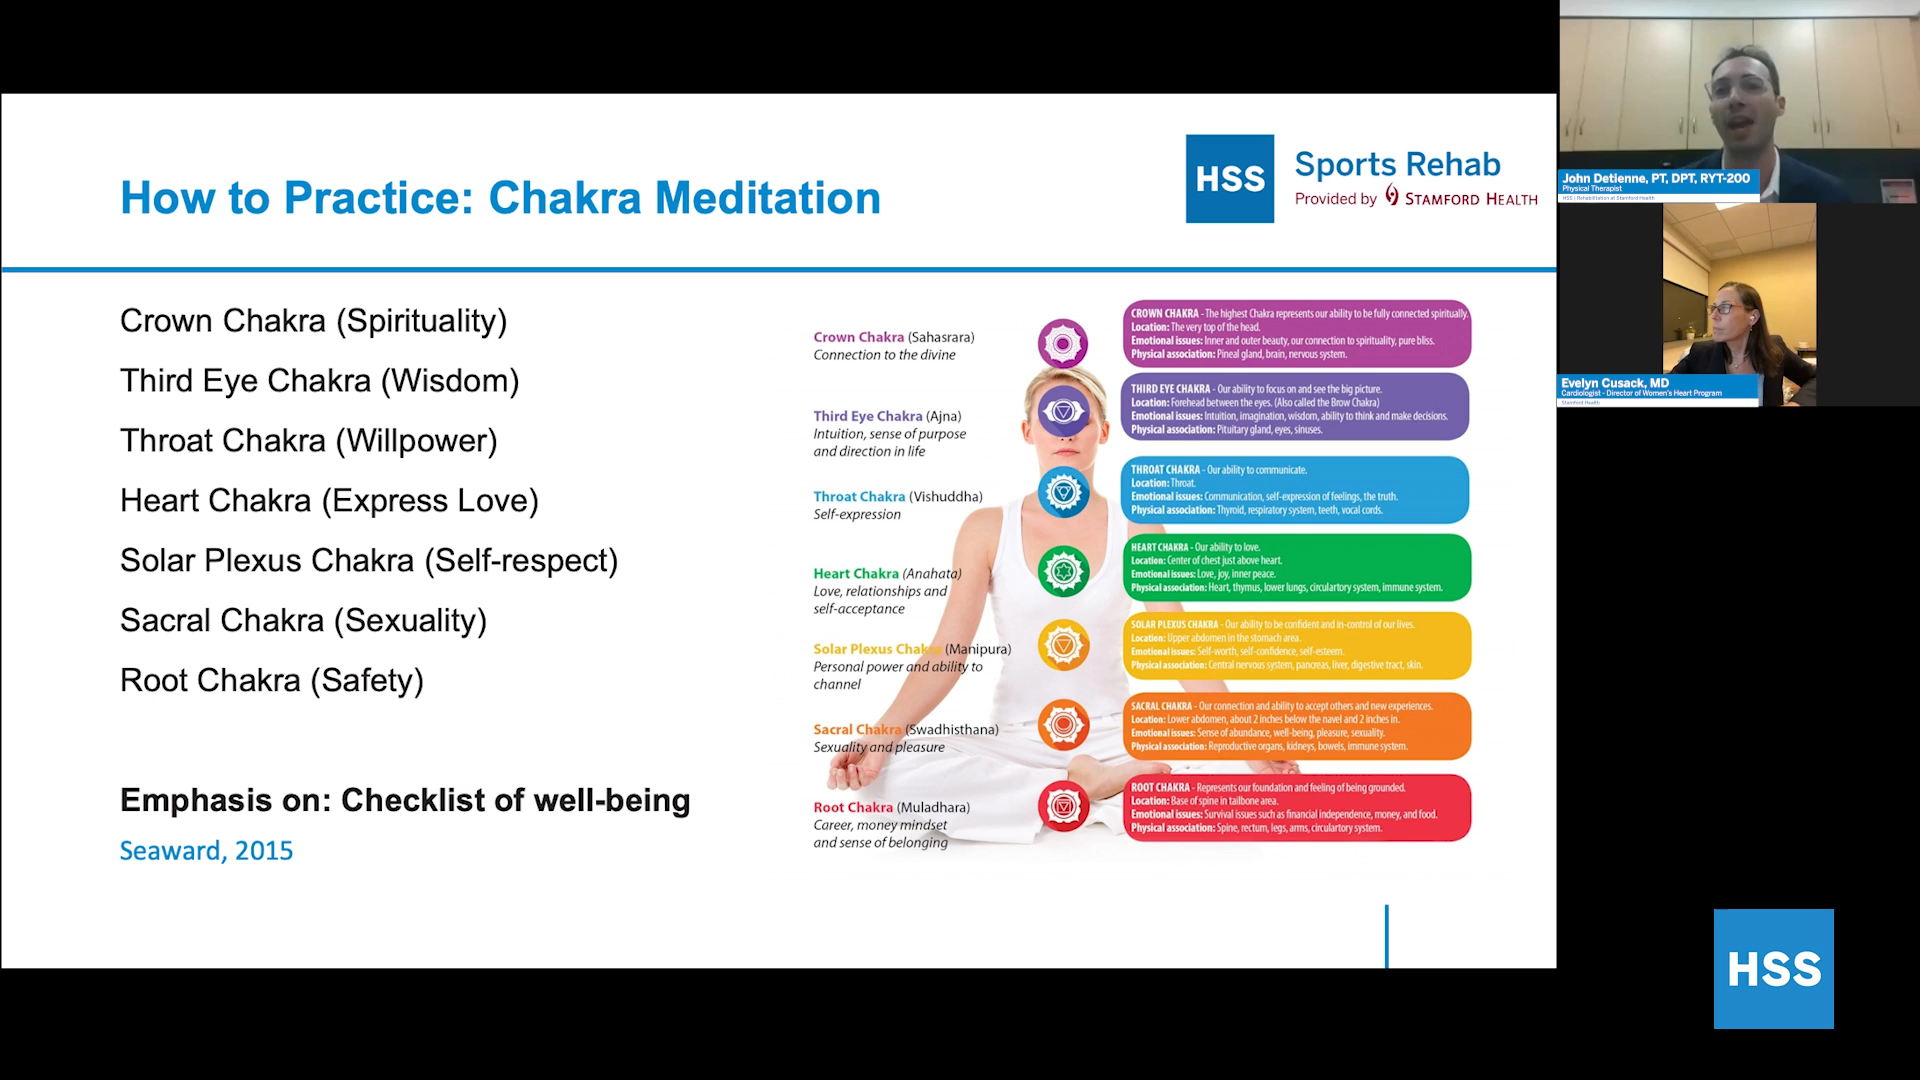 How to Practice: Chakra Meditation
HSS
Sports Rehab
Provided by STAMFORD HEALTH
Crown Chakra (Spirituality)
Third Eye Chakra (Wisdom)
Throat Chakra (Willpower)
Heart Chakra (Express Love)
Solar Plexus Chakra (Self-respect)
Sacral Chakra (Sexuality)
Root Chakra (Safety)
Emphasis on: Checklist of well-being
Seaward, 2015
Crown Chakra (Sahasrara)
Connection to the divine
Third Eye Chakra (Ajna)
Intuition, sense of purpose
and direction in life
Throat Chakra (Vishuddha)
Self-expression
Heart Chakra (Anahata)
Love, relationships and
self-acceptance
Solar Plexus Chakra (Manipura)
Personal power and ability to
channel
Sacral Chakra (Swadhisthana)
Sexuality and pleasure
Root Chakra (Muladhara)
Career, money mindset
and sense of belonging
CROWN CHAKRA - The highest Chakra represents our ability to be fully connected spiritually.
Location: The very top of the head.
Emotional issues: Inner and outer beauty, our connection to spirituality, pure bliss.
Physical association: Pineal gland, brain, nervous system.
THIRD EYE CHAKRA - Our ability to focus on and see the big picture.
Location: Forehead between the eyes. (Also called the Brow Chakra)
Emotional issues: Intuition, imagination, wisdom, ability to think and make decisions.
Physical association: Pituitary gland, eyes, sinuses.
THROAT CHAKRA - Our ability to communicate.
Location: Throat.
Emotional issues: Communication, self-expression of feelings, the truth.
Physical association: Thyroid, respiratory system, teeth, vocal cords.
HEART CHAKRA - Our ability to love.
Location: Center of chest just above heart.
Emotional issues: Love, joy, inner peace.
Physical association: Heart, thymus, lower lungs, circulartory system, immune system.
SOLAR PLEXUS CHAKRA - Our ability to be confident and in-control of our lives.
Location: Upper abdomen in the stomach area.
Emotional issues: Self-worth, self-confidence, self-esteem.
Physical association: Central nervous system, pancreas, liver, digestive tract, skin.
SACRAL CHAKRA - Our connection and ability to accept others and new experiences.
Location: Lower abdomen, about 2 inches below the navel and 2 inches in.
Emotional issues: Sense of abundance, well-being, pleasure, sexuality.
Physical association: Reproductive organs, kidneys, bowels, immune system.
ROOT CHAKRA - Represents our foundation and feeling of being grounded.
Location: Base of spine in tailbone area.
Emotional issues: Survival issues such as financial independence, money, and food.
Physical association: Spine, rectum, legs, arms, circulartory system.
John Detienne, PT, DPT, RYT-200
Physical Therapist
HSS | Rehabilitation at Stamford Health
Evelyn Cusack, MD
Cardiologist - Director of Women's Heart Program
Stamford Health
HSS